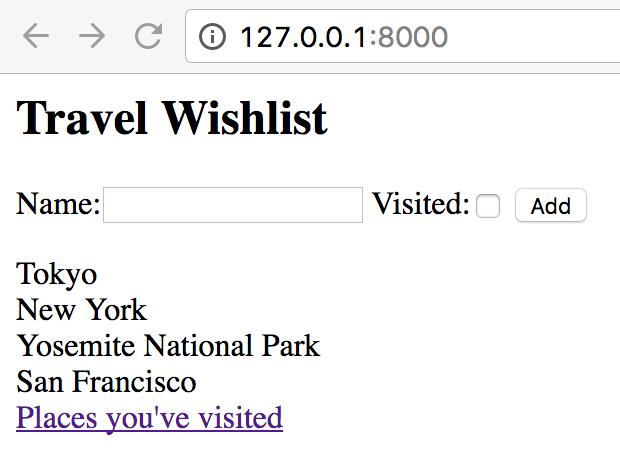 127.0.0.1:8000
Travel Wishlist
Name: Visited: Add
Tokyo
New York
Yosemite National Park
San Francisco
Places you've visited